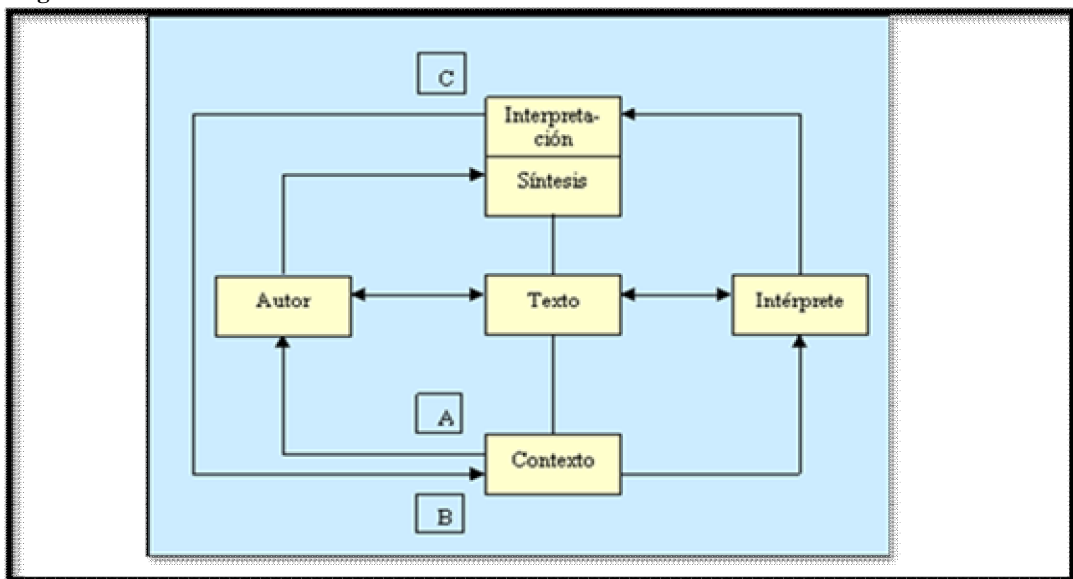 C
Interpreta-
ción
Síntesis
Autor
Texto
Intérprete
A
Contexto
B